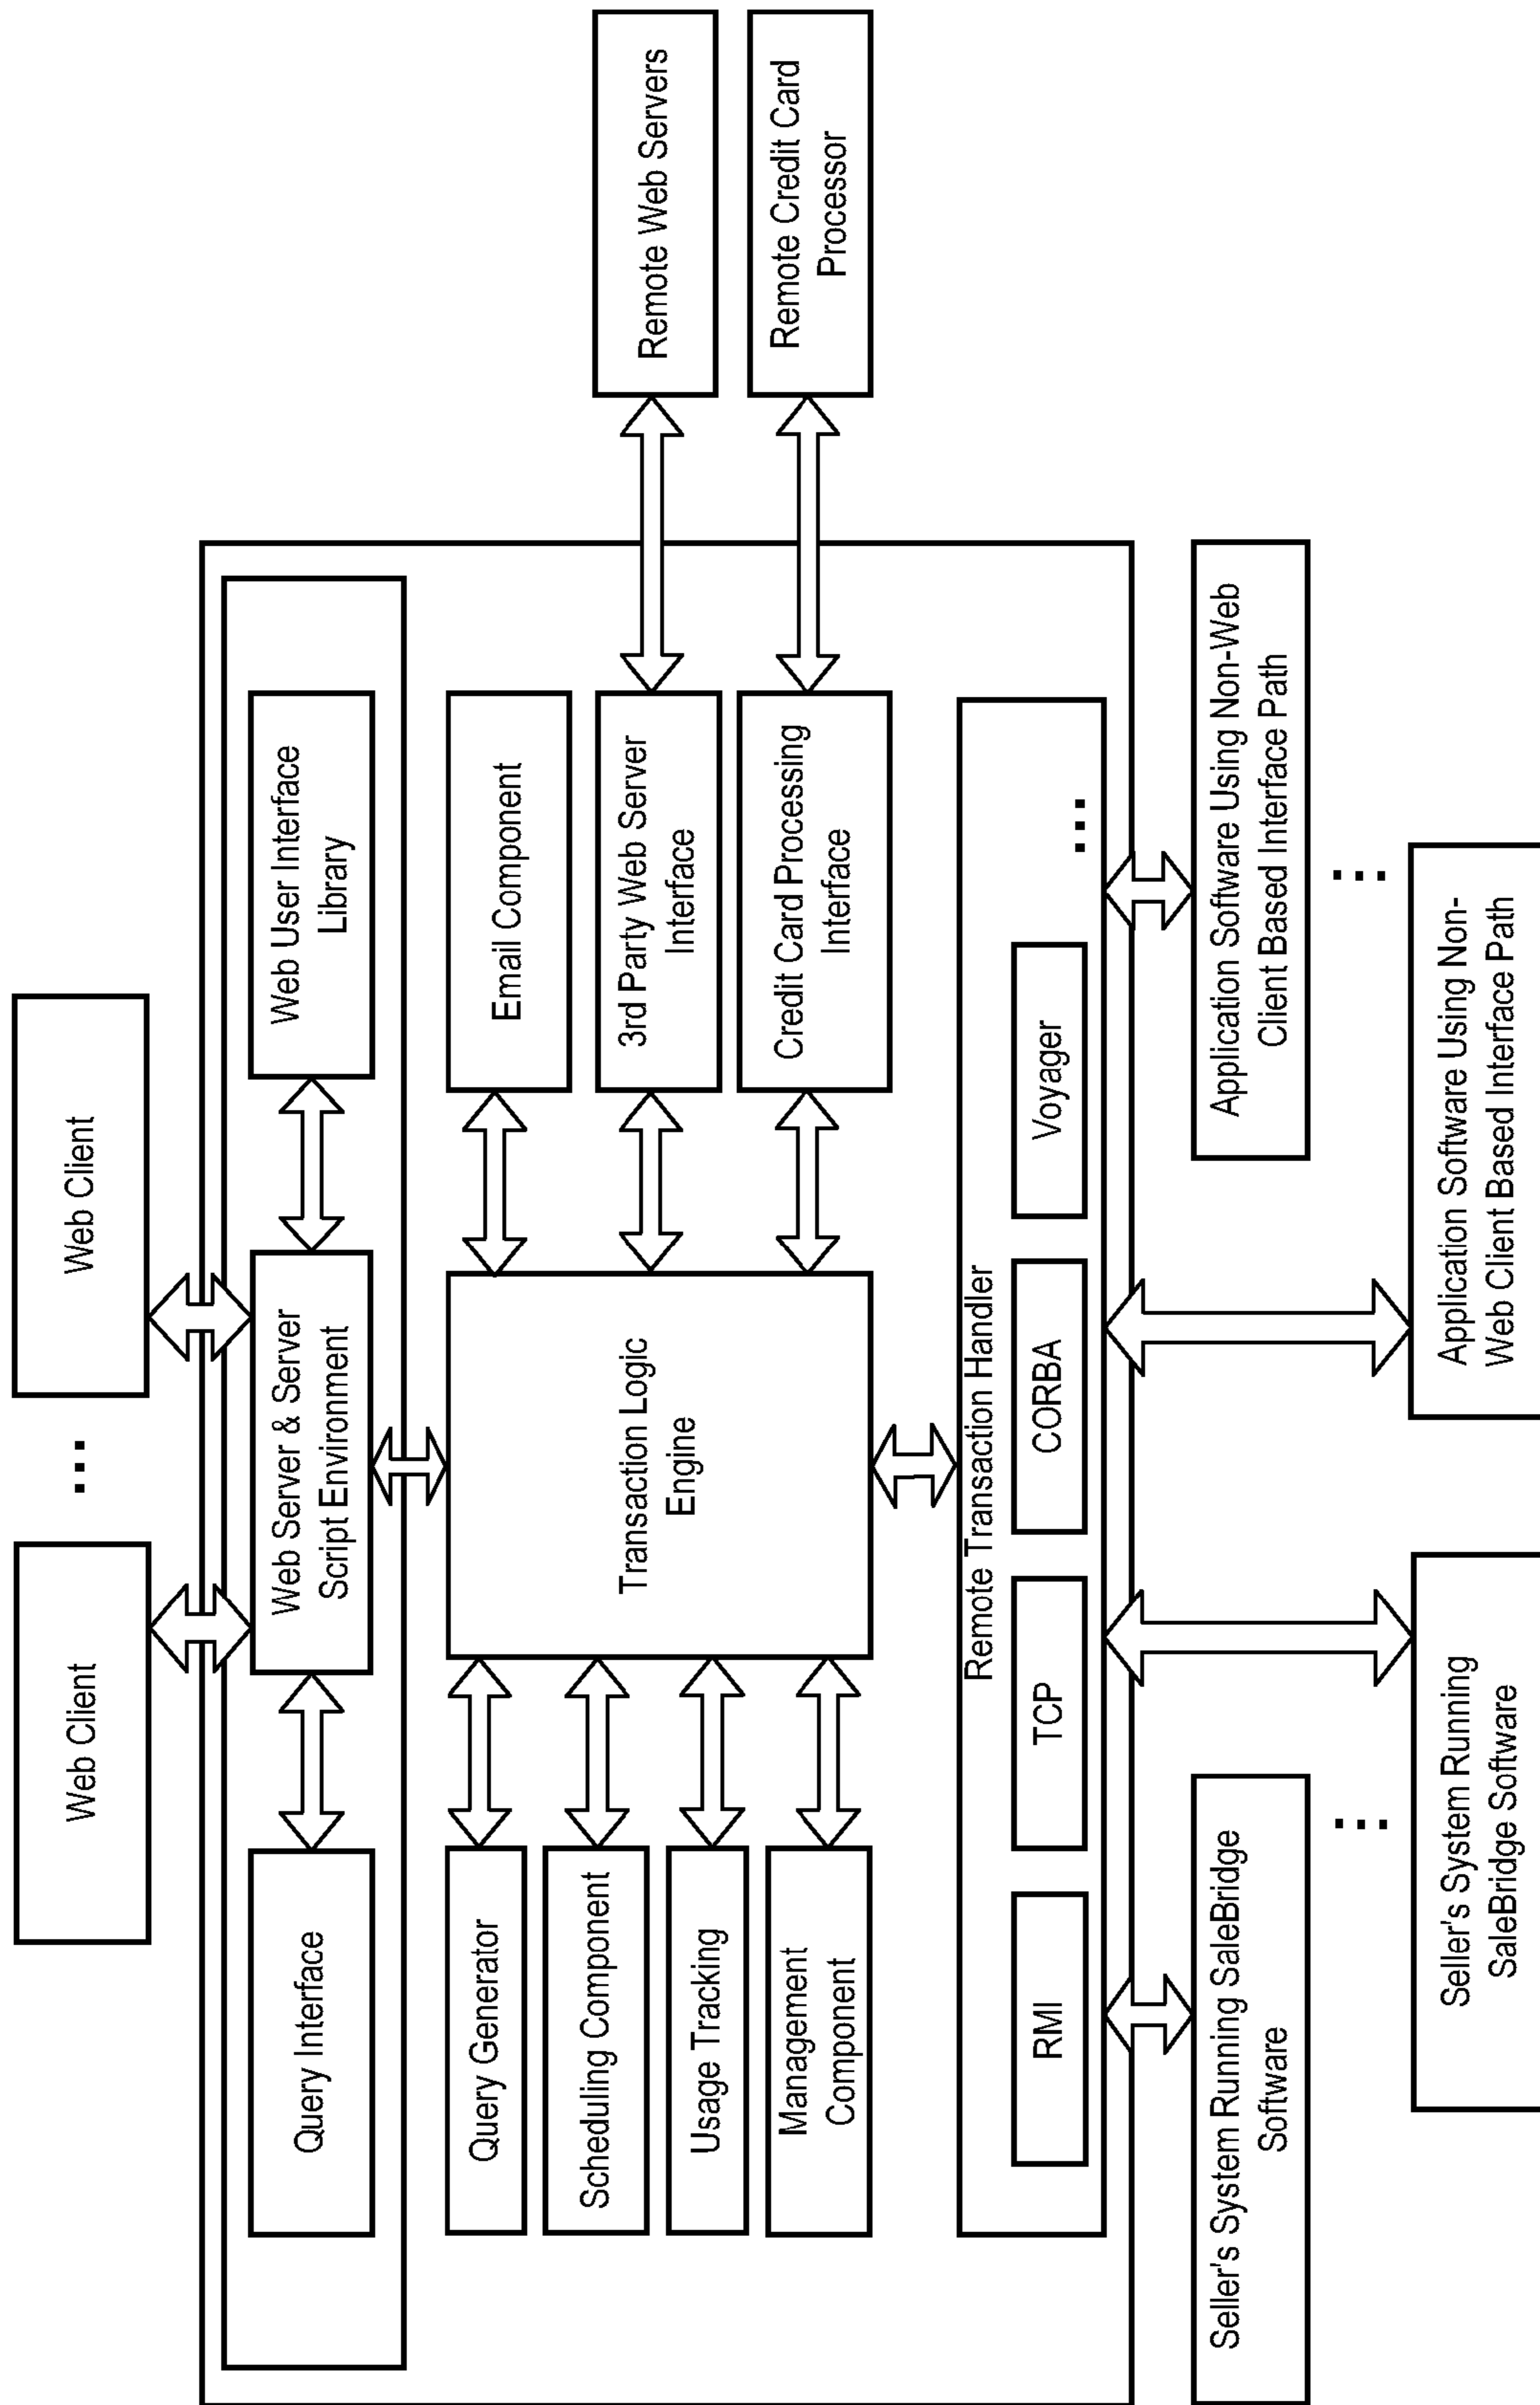 Web Client
...
Web Client
Query Interface
Web Server & Server
Script Environment
Web User Interface
Library
Query Generator
Scheduling Component
Usage Tracking
Management
Component
Transaction Logic
Engine
Email Component
3rd Party Web Server
Interface
Credit Card Processing
Interface
Remote Web Servers
Remote Credit Card
Processor
Remote Transaction Handler
RMI
TCP
CORBA
Voyager
...
Seller's System Running SaleBridge
Software
...
Seller's System Running
SaleBridge Software
Application Software Using Non-Web
Client Based Interface Path
...
Application Software Using Non-
Web Client Based Interface Path